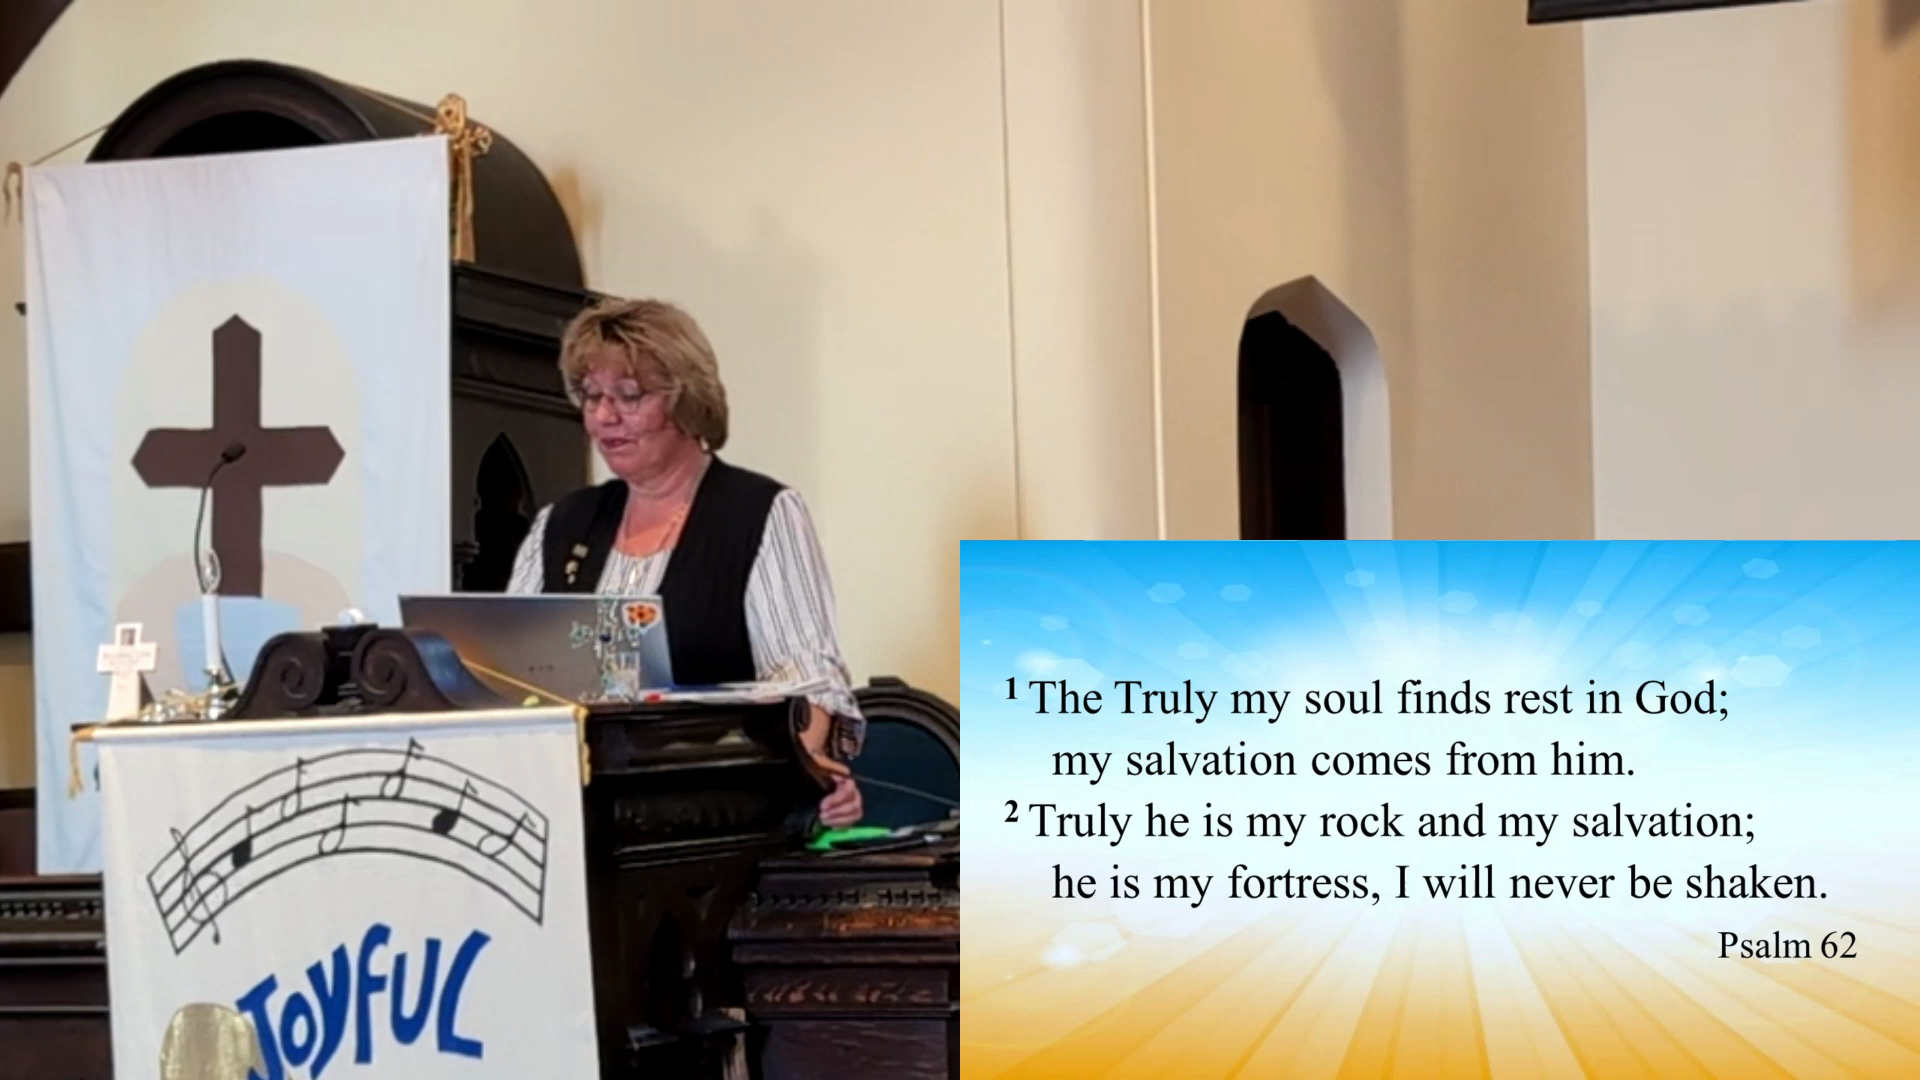 1 The Truly my soul finds rest in God;
my salvation comes from him.
2 Truly he is my rock and my salvation;
he is my fortress, I will never be shaken.
Psalm 62
JOYFUL